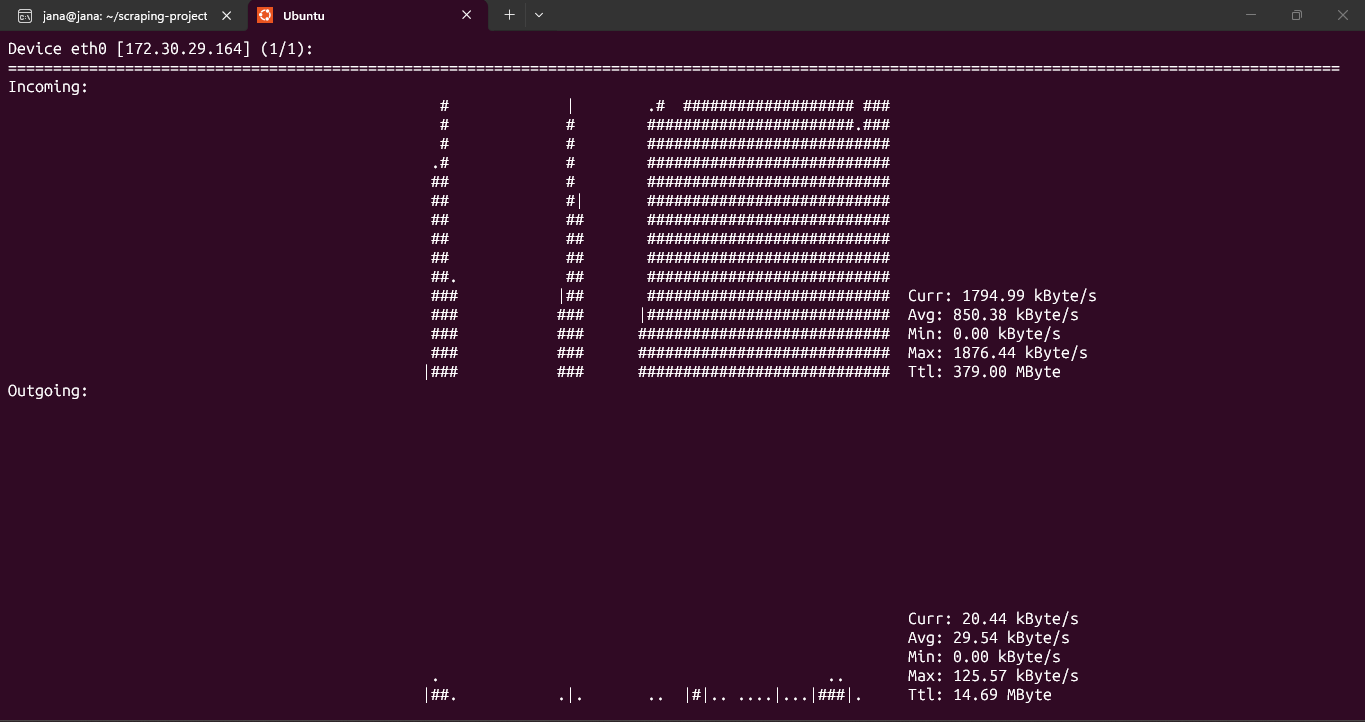 jana@jana: ~/scraping-project
Ubuntu
Device eth0 [172.30.29.164] (1/1):
Incoming:
Curr: 1794.99 kByte/s
Avg: 850.38 kByte/s
Min: 0.00 kByte/s
Max: 1876.44 kByte/s
Ttl: 379.00 MByte
Outgoing:
Curr: 20.44 kByte/s
Avg: 29.54 kByte/s
Min: 0.00 kByte/s
Max: 125.57 kByte/s
Ttl: 14.69 MByte